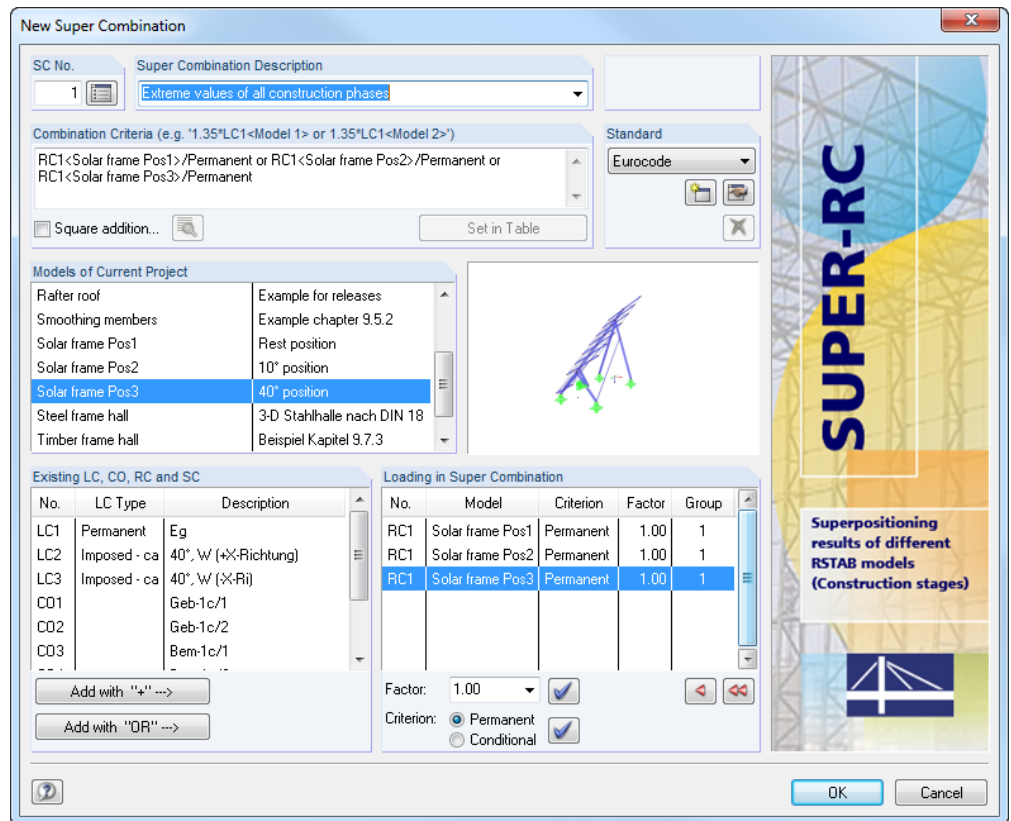 New Super Combination
SC No.
Super Combination Description
1
Extreme values of all construction phases
Combination Criteria (e.g. '1.35*LC1<Model 1> or 1.35*LC1<Model 2>')
Standard
RC1<Solar frame Pos1>/Permanent or RC1<Solar frame Pos2>/Permanent or
RC1<Solar frame Pos3>/Permanent
Eurocode
Square addition...
Set in Table
Models of Current Project
Rafter roof Example for releases
Smoothing members Example chapter 9.5.2
Solar frame Pos1 Rest position
Solar frame Pos2 10° position
Solar frame Pos3 40° position
Steel frame hall 3-D Stahlhalle nach DIN 18
Timber frame hall Beispiel Kapitel 9.7.3
Existing LC, CO, RC and SC
No. LC Type Description
LC1 Permanent Eg
LC2 Imposed - ca 40°, W (+X-Richtung)
LC3 Imposed - ca 40°, W (-X-Ri)
CO1 Geb-1c/1
CO2 Geb-1c/2
CO3 Bem-1c/1
Add with "+" --->
Add with "OR" --->
Loading in Super Combination
No. Model Criterion Factor Group
RC1 Solar frame Pos1 Permanent 1.00 1
RC1 Solar frame Pos2 Permanent 1.00 1
RC1 Solar frame Pos3 Permanent 1.00 1
Factor: 1.00
Criterion: Permanent
Conditional
SUPER-RC
Superpositioning
results of different
RSTAB models
(Construction stages)
OK
Cancel